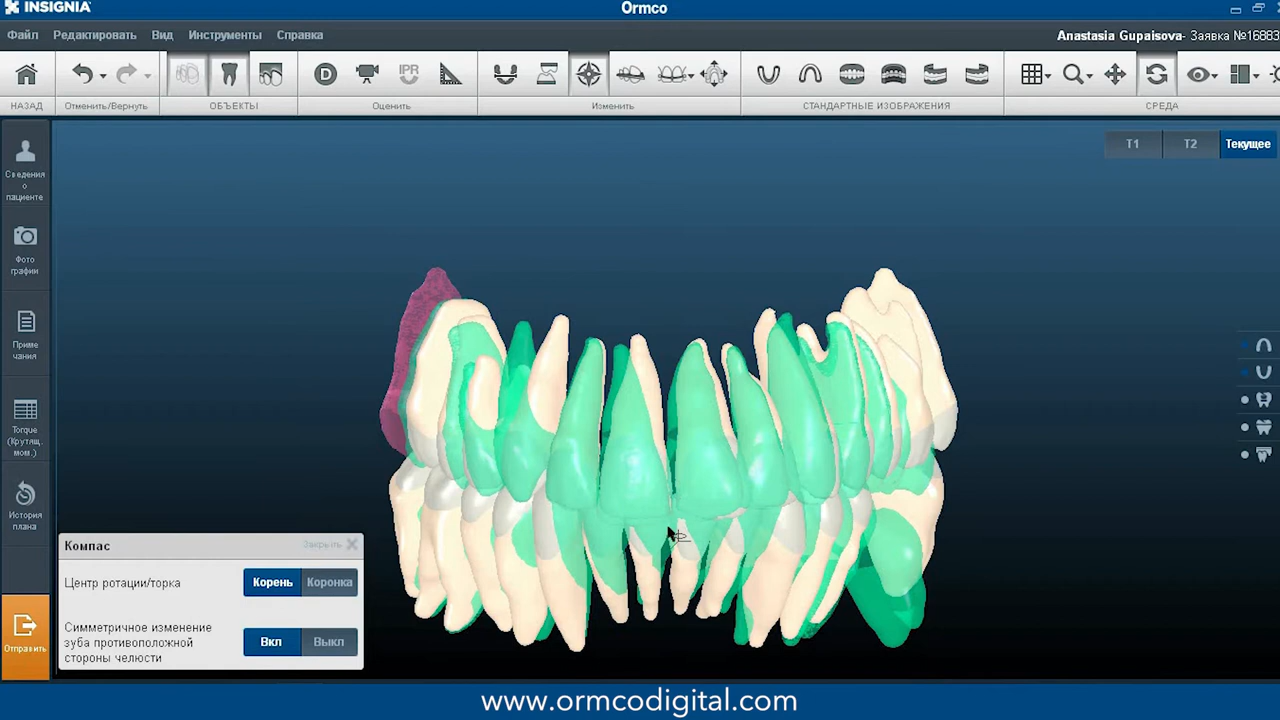 INSIGNIA
Ormco
Файл Редактировать Вид Инструменты Справка
Anastasia Gupaisova- Заявка №16883
D IPR
НАЗАД Отменить/Вернуть ОБЪЕКТЫ Оценить Изменить СТАНДАРТНЫЕ ИЗОБРАЖЕНИЯ СРЕДА
T1 T2 Текущее
Сведения
о
пациенте
Фото
графии
Приме
чания
Torque
(Крутящ.
мом.)
История
плана
Отправить
Компас Закрыть
Центр ротации/торка Корень Коронка
Симметричное изменение
зуба противоположной
стороны челюсти
Вкл Выкл
www.ormcodigital.com